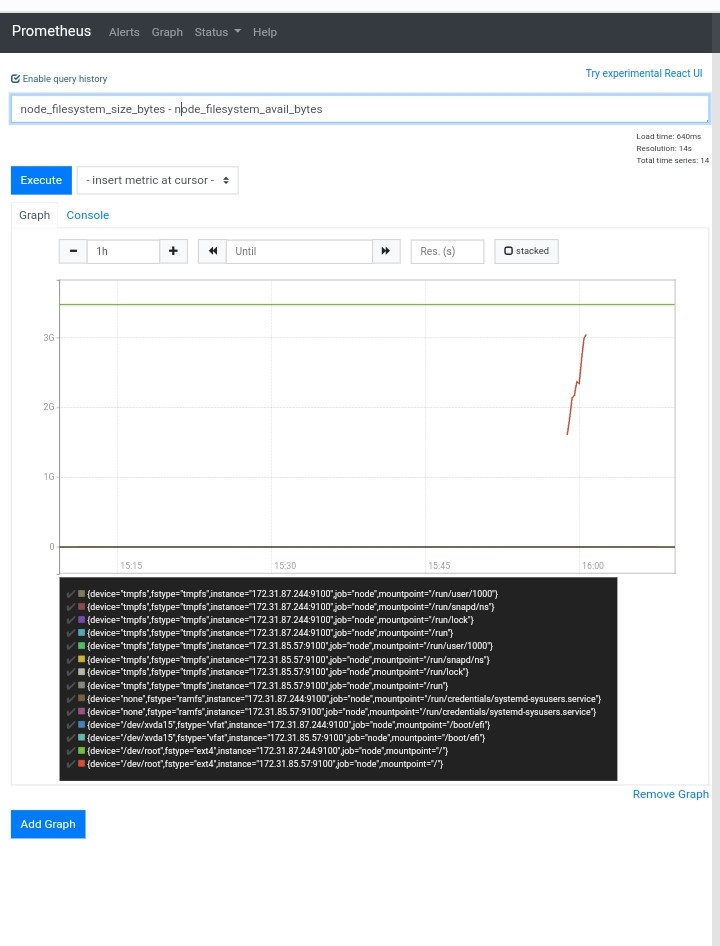 Prometheus Alerts Graph Status Help
Enable query history
Try experimental React UI
node_filesystem_size_bytes - node_filesystem_avail_bytes
Load time: 640ms
Resolution: 14s
Total time series: 14
Execute - insert metric at cursor -
Graph Console
1h Until Res. (s) stacked
3G
2G
1G
0
15:15 15:30 15:45 16:00
{device="tmpfs",fstype="tmpfs",instance="172.31.87.244:9100",job="node",mountpoint="/run/user/1000"}
{device="tmpfs",fstype="tmpfs",instance="172.31.87.244:9100",job="node",mountpoint="/run/snapd/ns"}
{device="tmpfs",fstype="tmpfs",instance="172.31.87.244:9100",job="node",mountpoint="/run/lock"}
{device="tmpfs",fstype="tmpfs",instance="172.31.87.244:9100",job="node",mountpoint="/run"}
{device="tmpfs",fstype="tmpfs",instance="172.31.85.57:9100",job="node",mountpoint="/run/user/1000"}
{device="tmpfs",fstype="tmpfs",instance="172.31.85.57:9100",job="node",mountpoint="/run/snapd/ns"}
{device="tmpfs",fstype="tmpfs",instance="172.31.85.57:9100",job="node",mountpoint="/run/lock"}
{device="tmpfs",fstype="tmpfs",instance="172.31.85.57:9100",job="node",mountpoint="/run"}
{device="none",fstype="ramfs",instance="172.31.87.244:9100",job="node",mountpoint="/run/credentials/systemd-sysusers.service"}
{device="none",fstype="ramfs",instance="172.31.85.57:9100",job="node",mountpoint="/run/credentials/systemd-sysusers.service"}
{device="/dev/xvda15",fstype="vfat",instance="172.31.87.244:9100",job="node",mountpoint="/boot/efi"}
{device="/dev/xvda15",fstype="vfat",instance="172.31.85.57:9100",job="node",mountpoint="/boot/efi"}
{device="/dev/root",fstype="ext4",instance="172.31.87.244:9100",job="node",mountpoint="/"}
{device="/dev/root",fstype="ext4",instance="172.31.85.57:9100",job="node",mountpoint="/"}
Remove Graph
Add Graph